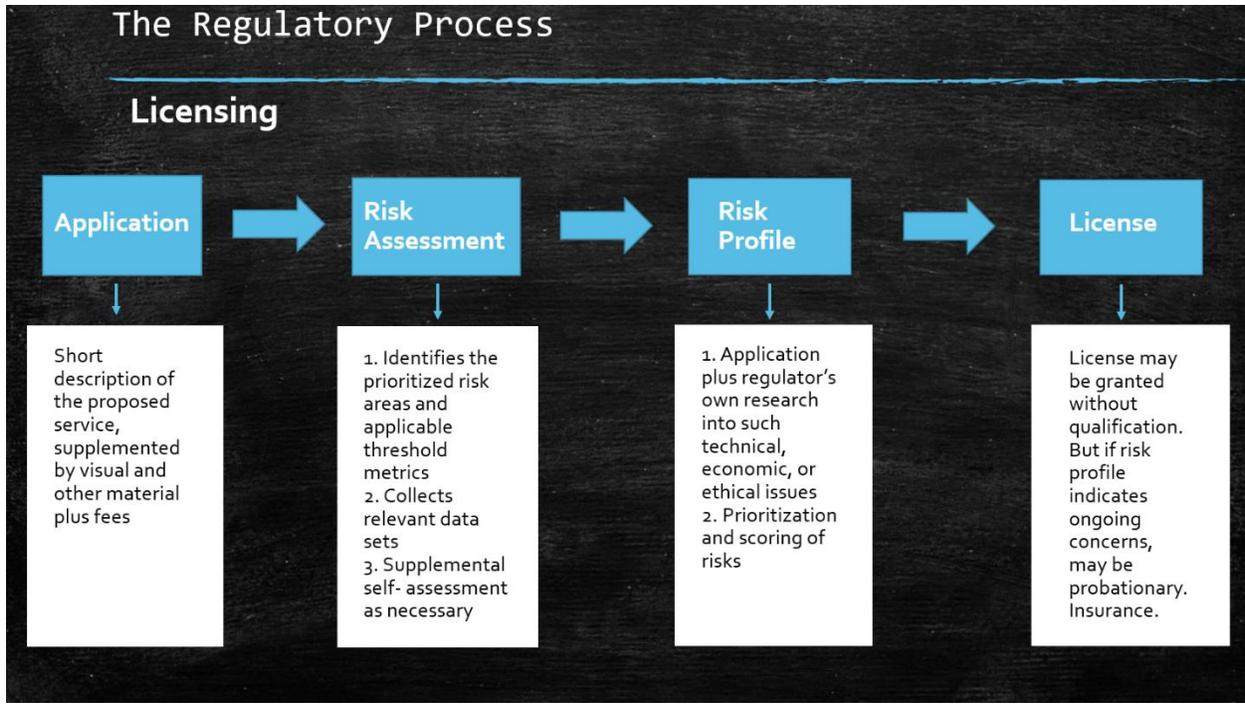 The Regulatory Process
Licensing
Application
Risk
Assessment
Risk
Profile
License
Short
description of
the proposed
service,
supplemented
by visual and
other material
plus fees
1. Identifies the
prioritized risk
areas and
applicable
threshold
metrics
2. Collects
relevant data
sets
3. Supplemental
self- assessment
as necessary
1. Application
plus regulator’s
own research
into such
technical,
economic, or
ethical issues
2. Prioritization
and scoring of
risks
License may
be granted
without
qualification.
But if risk
profile
indicates
ongoing
concerns,
may be
probationary.
Insurance.